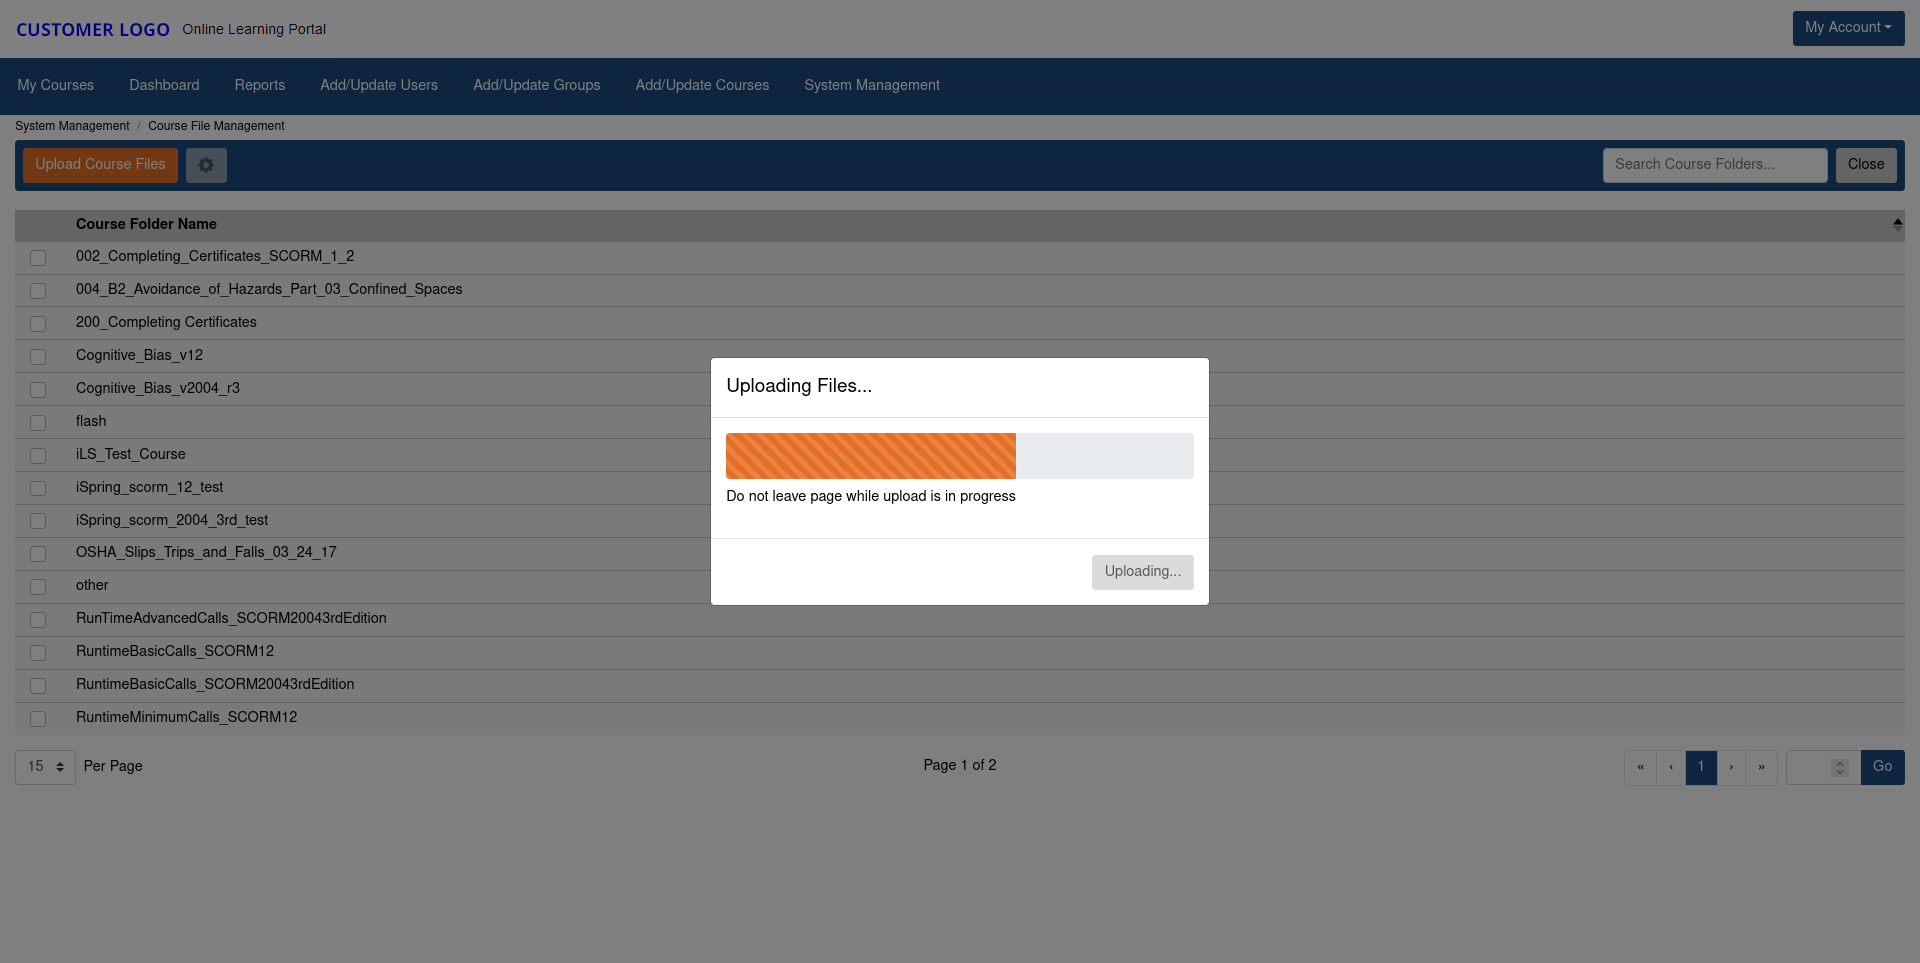 CUSTOMER LOGO Online Learning Portal My Account
My Courses Dashboard Reports Add/Update Users Add/Update Groups Add/Update Courses System Management
System Management / Course File Management
Upload Course Files Search Course Folders... Close
Course Folder Name
002_Completing_Certificates_SCORM_1_2
004_B2_Avoidance_of_Hazards_Part_03_Confined_Spaces
200_Completing Certificates
Cognitive_Bias_v12
Cognitive_Bias_v2004_r3
flash
iLS_Test_Course
iSpring_scorm_12_test
iSpring_scorm_2004_3rd_test
OSHA_Slips_Trips_and_Falls_03_24_17
other
RunTimeAdvancedCalls_SCORM20043rdEdition
RuntimeBasicCalls_SCORM12
RuntimeBasicCalls_SCORM20043rdEdition
RuntimeMinimumCalls_SCORM12
Uploading Files...
Do not leave page while upload is in progress
Uploading...
15 Per Page Page 1 of 2 « ‹ 1 › » Go